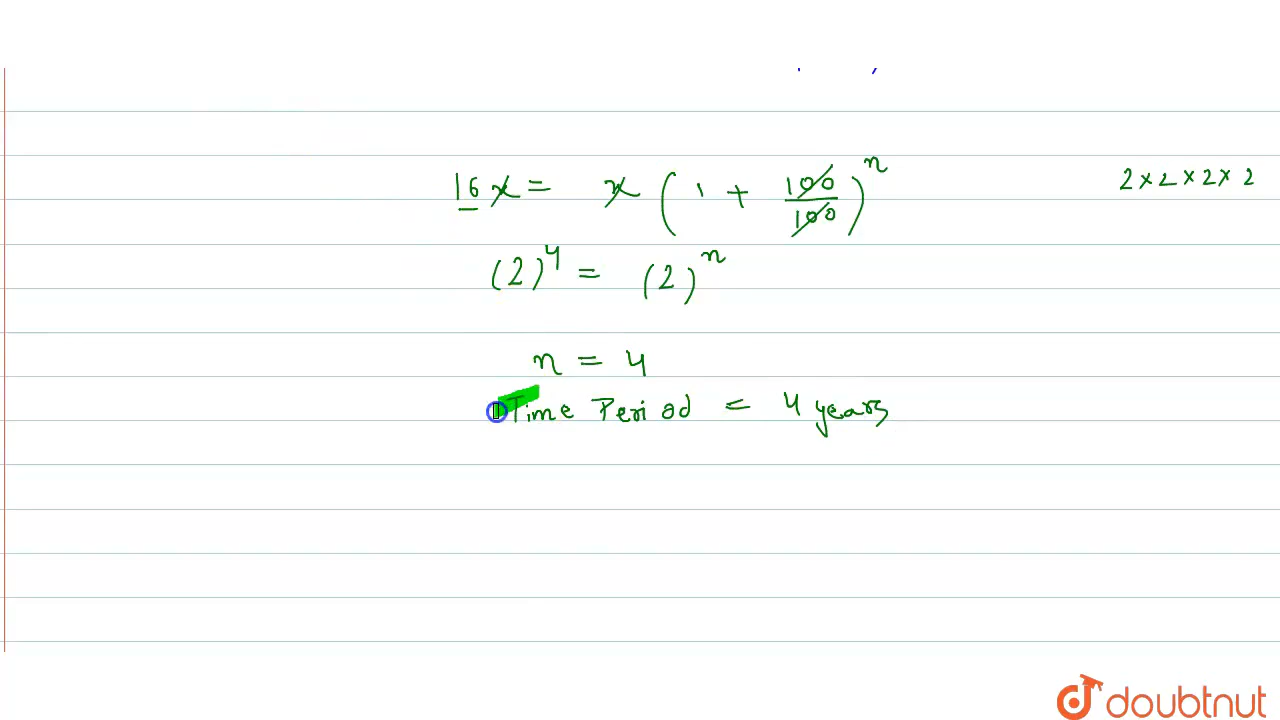 16x = x (1 + 100/100)^n
2 × 2 × 2 × 2
(2)^4 = (2)^n
n = 4
Time Period = 4 years
doubtnut